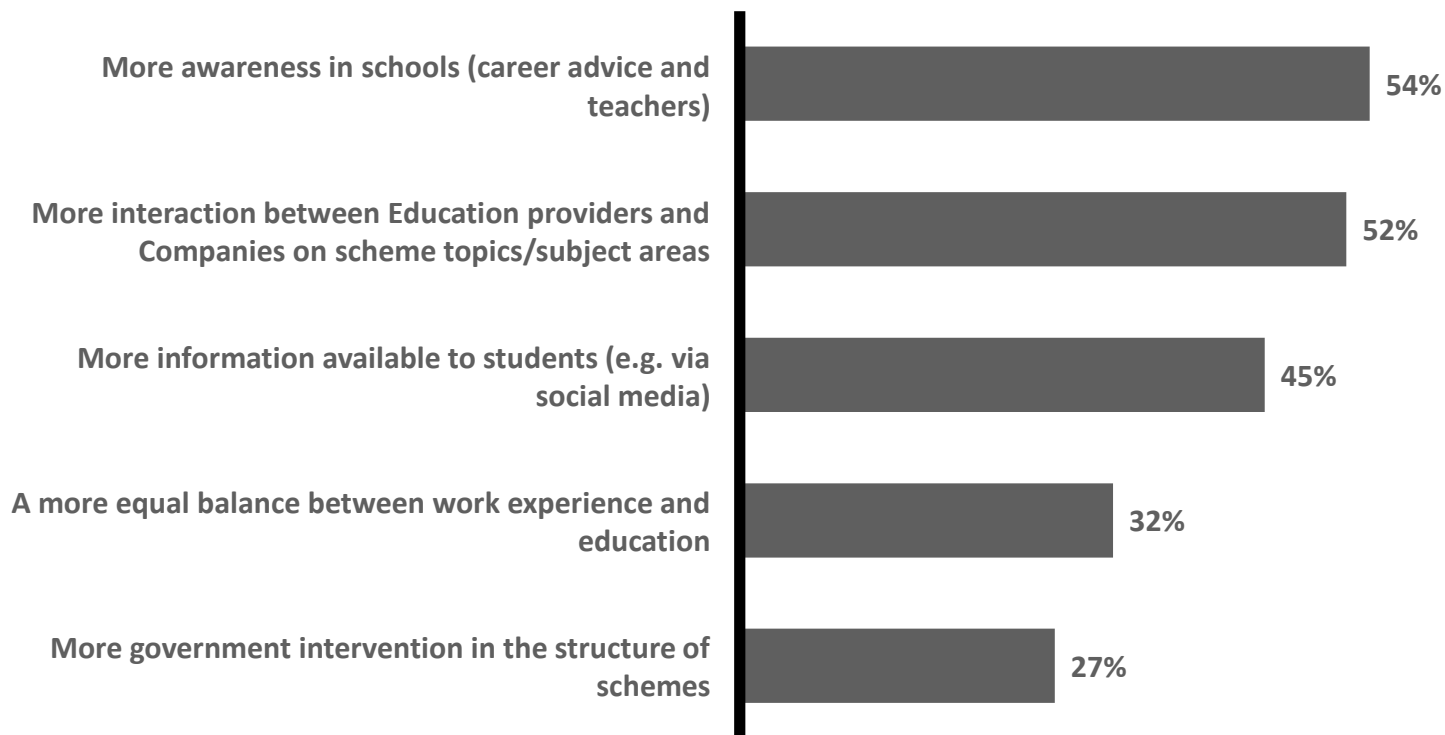 More awareness in schools (career advice and
teachers)
54%
More interaction between Education providers and
Companies on scheme topics/subject areas
52%
More information available to students (e.g. via
social media)
45%
A more equal balance between work experience and
education
32%
More government intervention in the structure of
schemes
27%